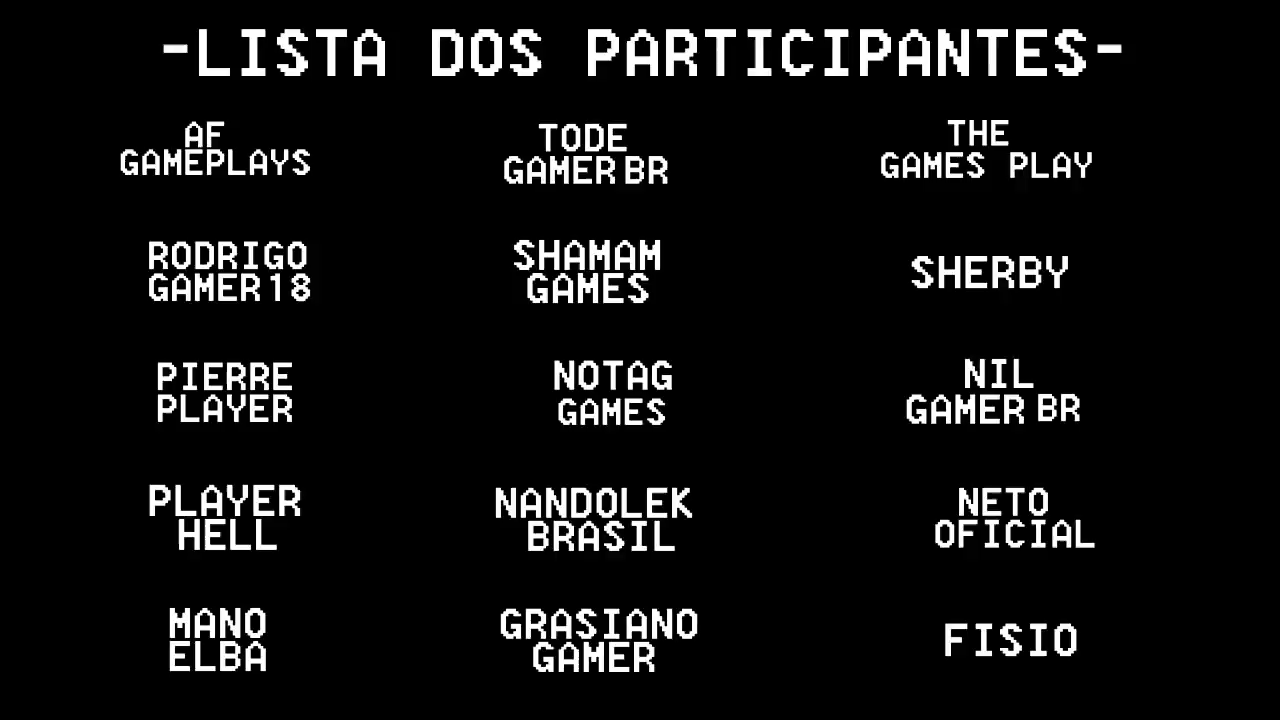 -LISTA DOS PARTICIPANTES-
AF
GAMEPLAYS
TODE
GAMER BR
THE
GAMES PLAY
RODRIGO
GAMER18
SHAMAM
GAMES
SHERBY
PIERRE
PLAYER
NOTAG
GAMES
NIL
GAMER BR
PLAYER
HELL
NANDOLEK
BRASIL
NETO
OFICIAL
MANO
ELBA
GRASIANO
GAMER
FISIO